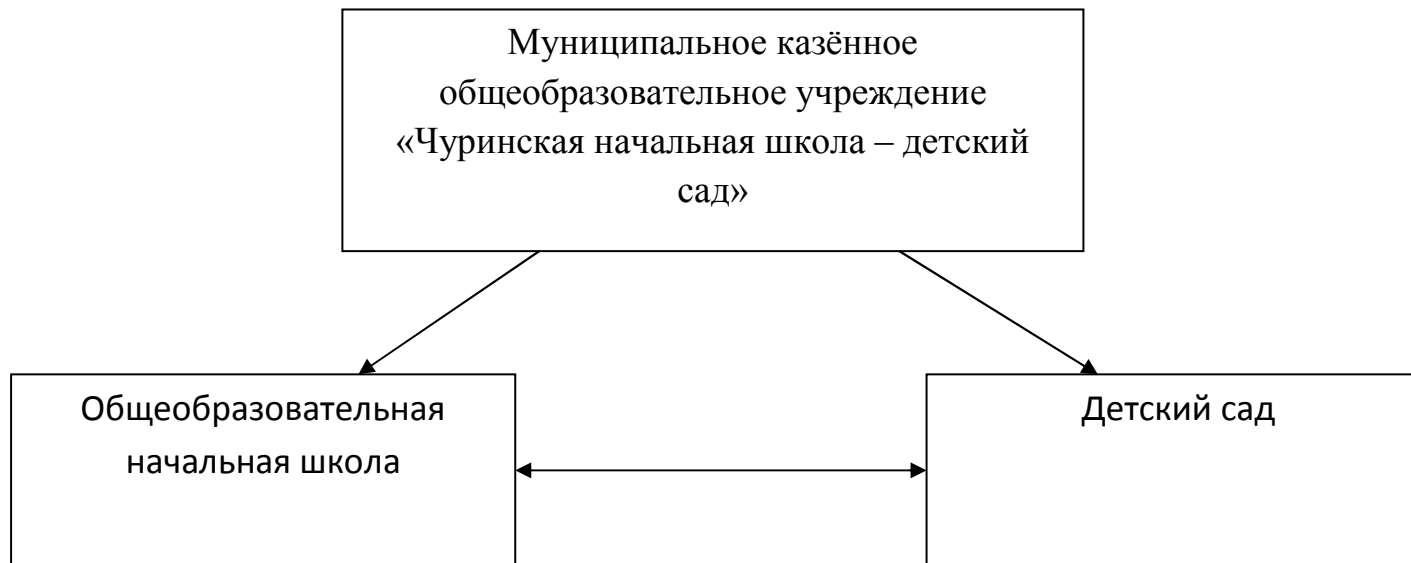 Муниципальное казённое
общеобразовательное учреждение
«Чуринская начальная школа – детский
сад»
Общеобразовательная
начальная школа
Детский сад